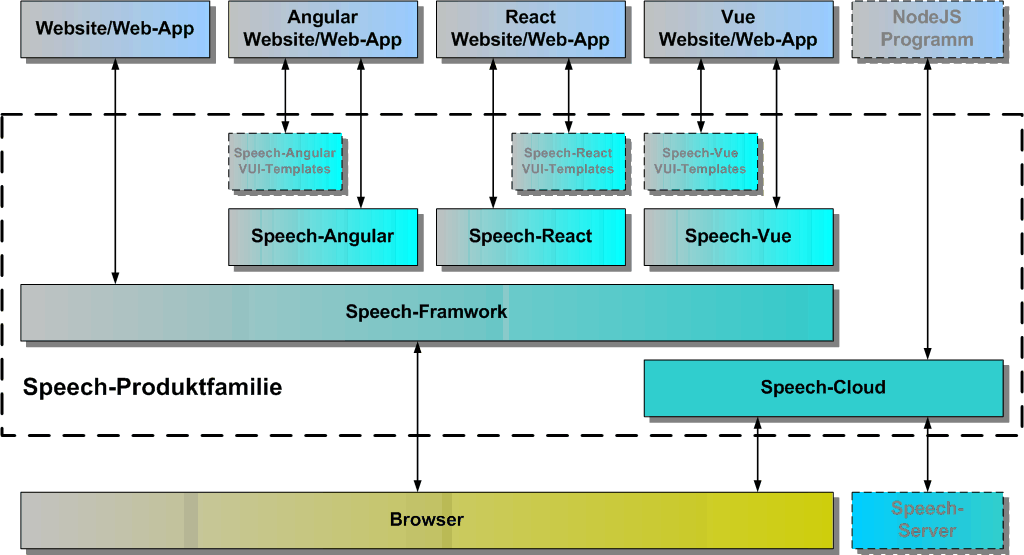 Website/Web-App
Angular
Website/Web-App
React
Website/Web-App
Vue
Website/Web-App
NodeJS
Programm
Speech-Angular
VUI-Templates
Speech-React
VUI-Templates
Speech-Vue
VUI-Templates
Speech-Angular
Speech-React
Speech-Vue
Speech-Framwork
Speech-Produktfamilie
Speech-Cloud
Browser
Speech-
Server